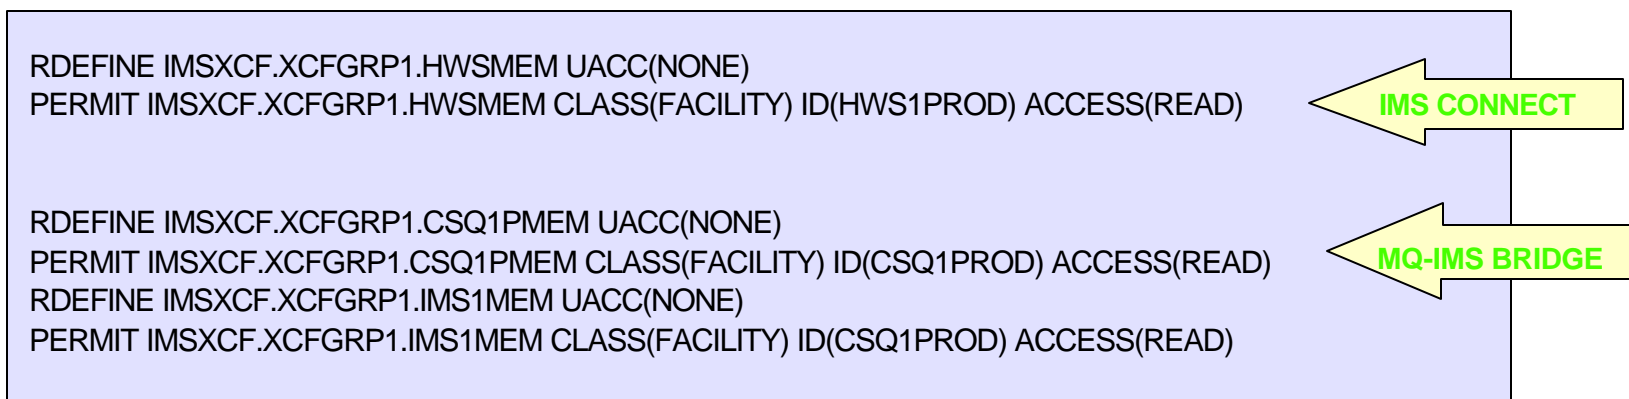 RDEFINE IMSXCF.XCFGRP1.HWSMEM UACC(NONE)
PERMIT IMSXCF.XCFGRP1.HWSMEM CLASS(FACILITY) ID(HWS1PROD) ACCESS(READ)
IMS CONNECT
RDEFINE IMSXCF.XCFGRP1.CSQ1PMEM UACC(NONE)
PERMIT IMSXCF.XCFGRP1.CSQ1PMEM CLASS(FACILITY) ID(CSQ1PROD) ACCESS(READ)
MQ-IMS BRIDGE
RDEFINE IMSXCF.XCFGRP1.IMS1MEM UACC(NONE)
PERMIT IMSXCF.XCFGRP1.IMS1MEM CLASS(FACILITY) ID(CSQ1PROD) ACCESS(READ)